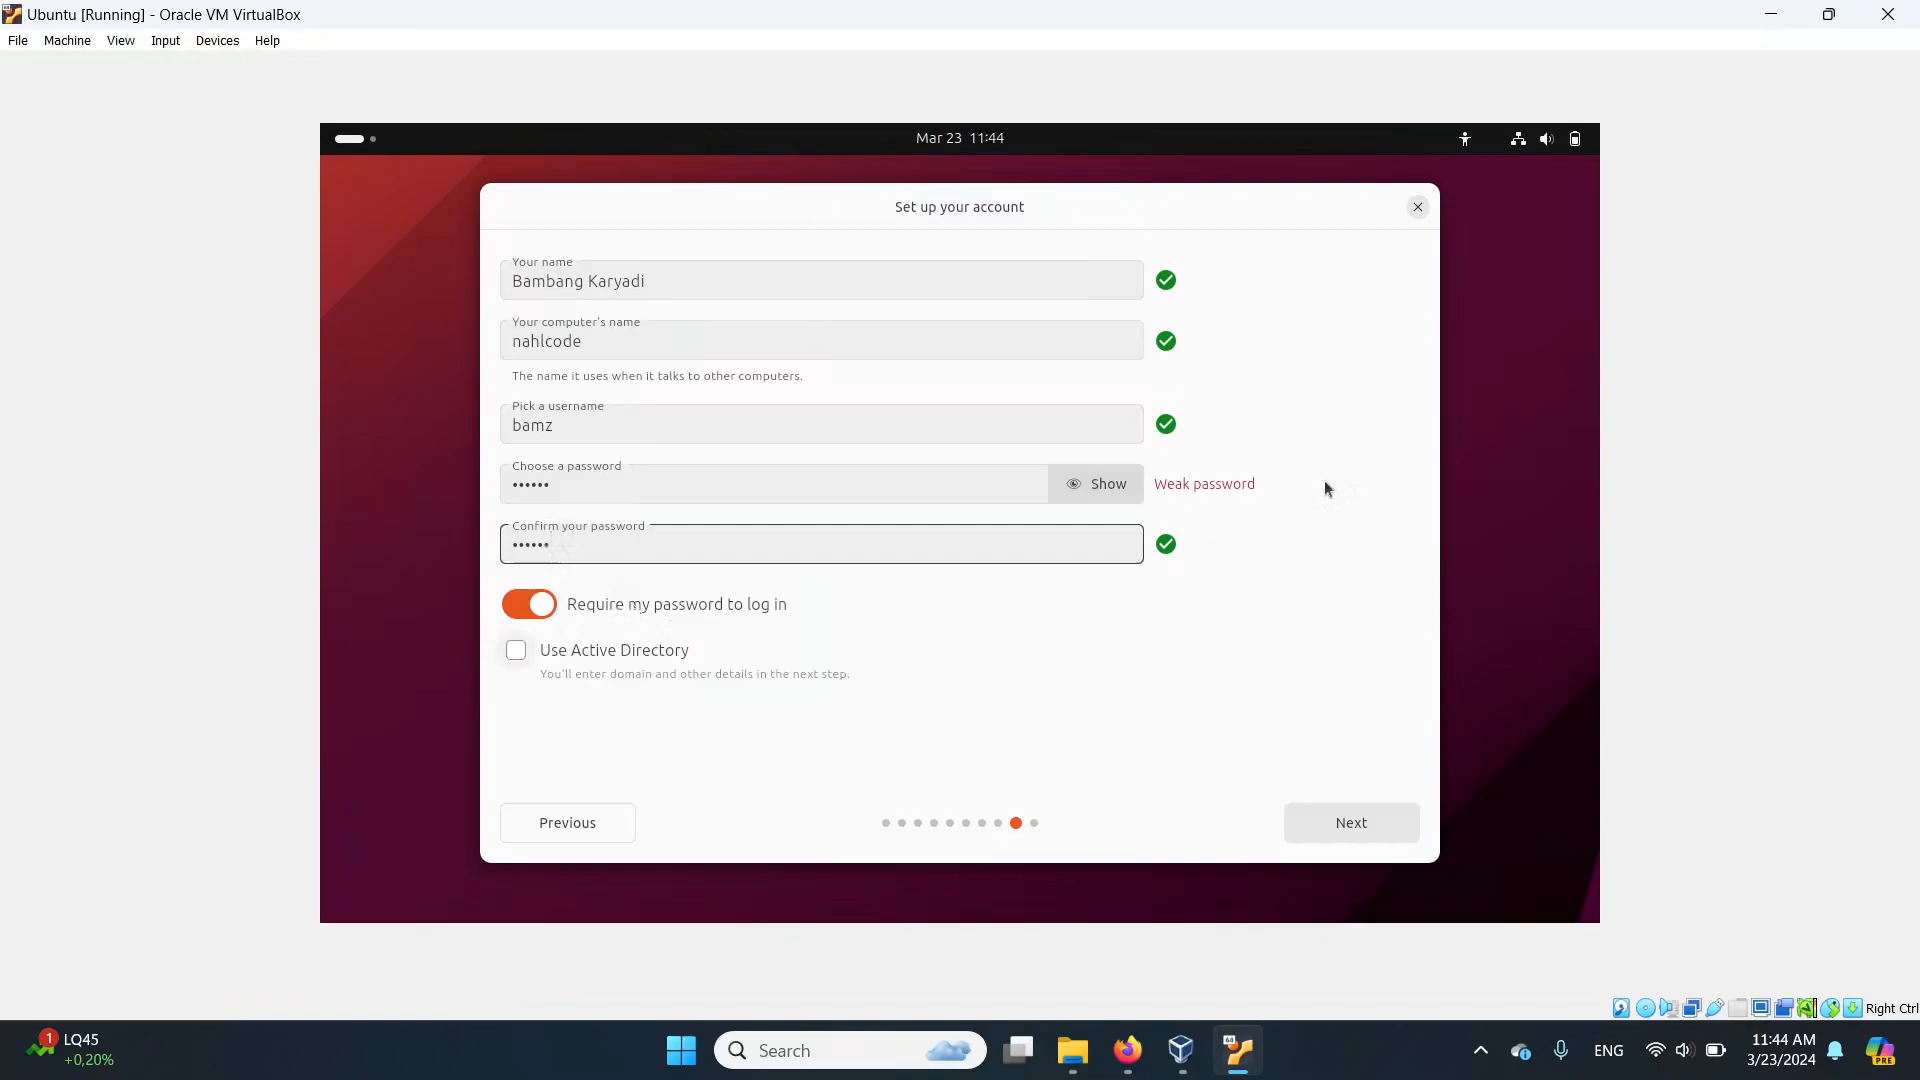 Ubuntu [Running] - Oracle VM VirtualBox
File Machine View Input Devices Help
Mar 23 11:44
Set up your account
Your name
Bambang Karyadi
Your computer's name
nahlcode
The name it uses when it talks to other computers.
Pick a username
bamz
Choose a password
•••••• Show Weak password
Confirm your password
••••••
Require my password to log in
Use Active Directory
You'll enter domain and other details in the next step.
Previous Next
Right Ctrl
1 LQ45
+0,20%
Search
64
ENG
11:44 AM
3/23/2024
PRE